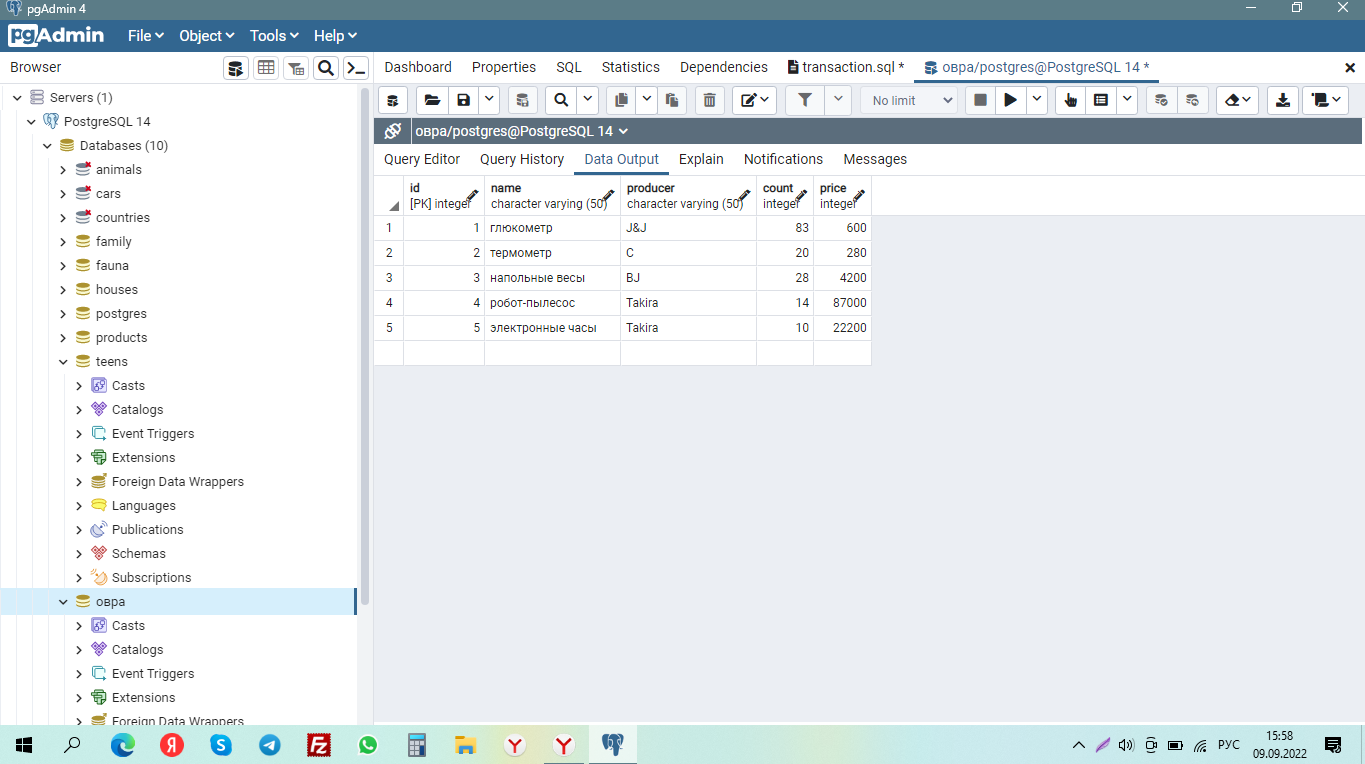 pgAdmin 4
pgAdmin File Object Tools Help
Browser
Dashboard Properties SQL Statistics Dependencies transaction.sql * овра/postgres@PostgreSQL 14 *
No limit
овра/postgres@PostgreSQL 14
Query Editor Query History Data Output Explain Notifications Messages
Servers (1)
PostgreSQL 14
Databases (10)
animals
cars
countries
family
fauna
houses
postgres
products
teens
Casts
Catalogs
Event Triggers
Extensions
Foreign Data Wrappers
Languages
Publications
Schemas
Subscriptions
овра
Casts
Catalogs
Event Triggers
Extensions
Foreign Data Wrappers
id name producer count price
[PK] integer character varying (50) character varying (50) integer integer
1 1 глюкометр J&J 83 600
2 2 термометр C 20 280
3 3 напольные весы BJ 28 4200
4 4 робот-пылесос Takira 14 87000
5 5 электронные часы Takira 10 22200
РУС
15:58
09.09.2022